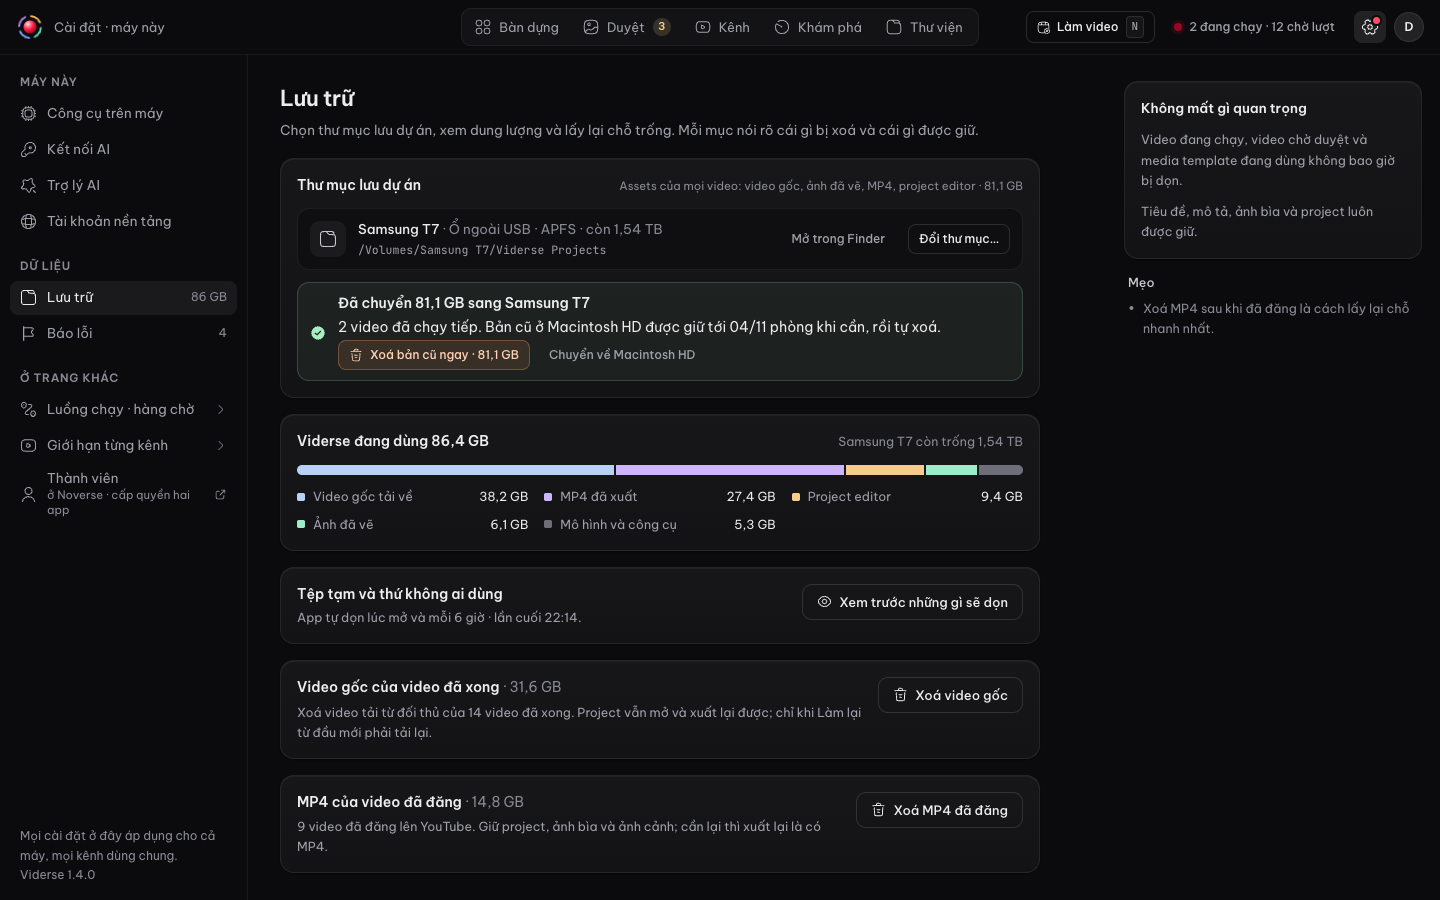 Cài đặt · máy này
Bàn dựng
Duyệt 3
Kênh
Khám phá
Thư viện
Làm video N
2 đang chạy · 12 chờ lượt
D
MÁY NÀY
Công cụ trên máy
Kết nối AI
Trợ lý AI
Tài khoản nền tảng
DỮ LIỆU
Lưu trữ 86 GB
Báo lỗi 4
Ở TRANG KHÁC
Luồng chạy · hàng chờ
Giới hạn từng kênh
Thành viên
ở Noverse · cấp quyền hai
app
Mọi cài đặt ở đây áp dụng cho cả
máy, mọi kênh dùng chung.
Viderse 1.4.0
Lưu trữ
Chọn thư mục lưu dự án, xem dung lượng và lấy lại chỗ trống. Mỗi mục nói rõ cái gì bị xoá và cái gì được giữ.
Thư mục lưu dự án
Assets của mọi video: video gốc, ảnh đã vẽ, MP4, project editor · 81,1 GB
Samsung T7 · Ổ ngoài USB · APFS · còn 1,54 TB
/Volumes/Samsung T7/Viderse Projects
Mở trong Finder
Đổi thư mục...
Đã chuyển 81,1 GB sang Samsung T7
2 video đã chạy tiếp. Bản cũ ở Macintosh HD được giữ tới 04/11 phòng khi cần, rồi tự xoá.
Xoá bản cũ ngay · 81,1 GB
Chuyển về Macintosh HD
Viderse đang dùng 86,4 GB
Samsung T7 còn trống 1,54 TB
Video gốc tải về 38,2 GB
MP4 đã xuất 27,4 GB
Project editor 9,4 GB
Ảnh đã vẽ 6,1 GB
Mô hình và công cụ 5,3 GB
Tệp tạm và thứ không ai dùng
App tự dọn lúc mở và mỗi 6 giờ · lần cuối 22:14.
Xem trước những gì sẽ dọn
Video gốc của video đã xong · 31,6 GB
Xoá video tải từ đối thủ của 14 video đã xong. Project vẫn mở và xuất lại được; chỉ khi Làm lại
từ đầu mới phải tải lại.
Xoá video gốc
MP4 của video đã đăng · 14,8 GB
9 video đã đăng lên YouTube. Giữ project, ảnh bìa và ảnh cảnh; cần lại thì xuất lại là có
MP4.
Xoá MP4 đã đăng
Không mất gì quan trọng
Video đang chạy, video chờ duyệt và
media template đang dùng không bao giờ
bị dọn.
Tiêu đề, mô tả, ảnh bìa và project luôn
được giữ.
Mẹo
• Xoá MP4 sau khi đã đăng là cách lấy lại chỗ
nhanh nhất.